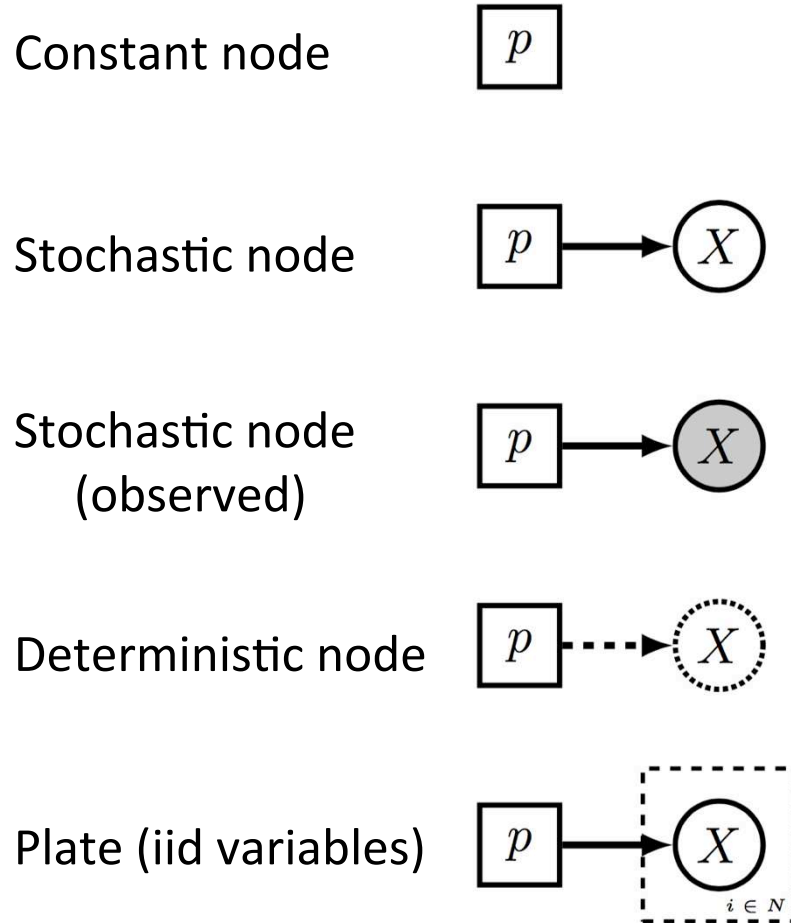 Constant node p
Stochastic node p X
Stochastic node
(observed) p X
Deterministic node p X
Plate (iid variables) p X
i ∈ N